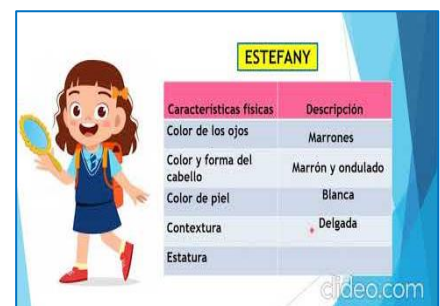 ESTEFANY
Características físicas Descripción
Color de los ojos Marrones
Color y forma del
cabello Marrón y ondulado
Color de piel Blanca
Contextura Delgada
Estatura
clideo.com